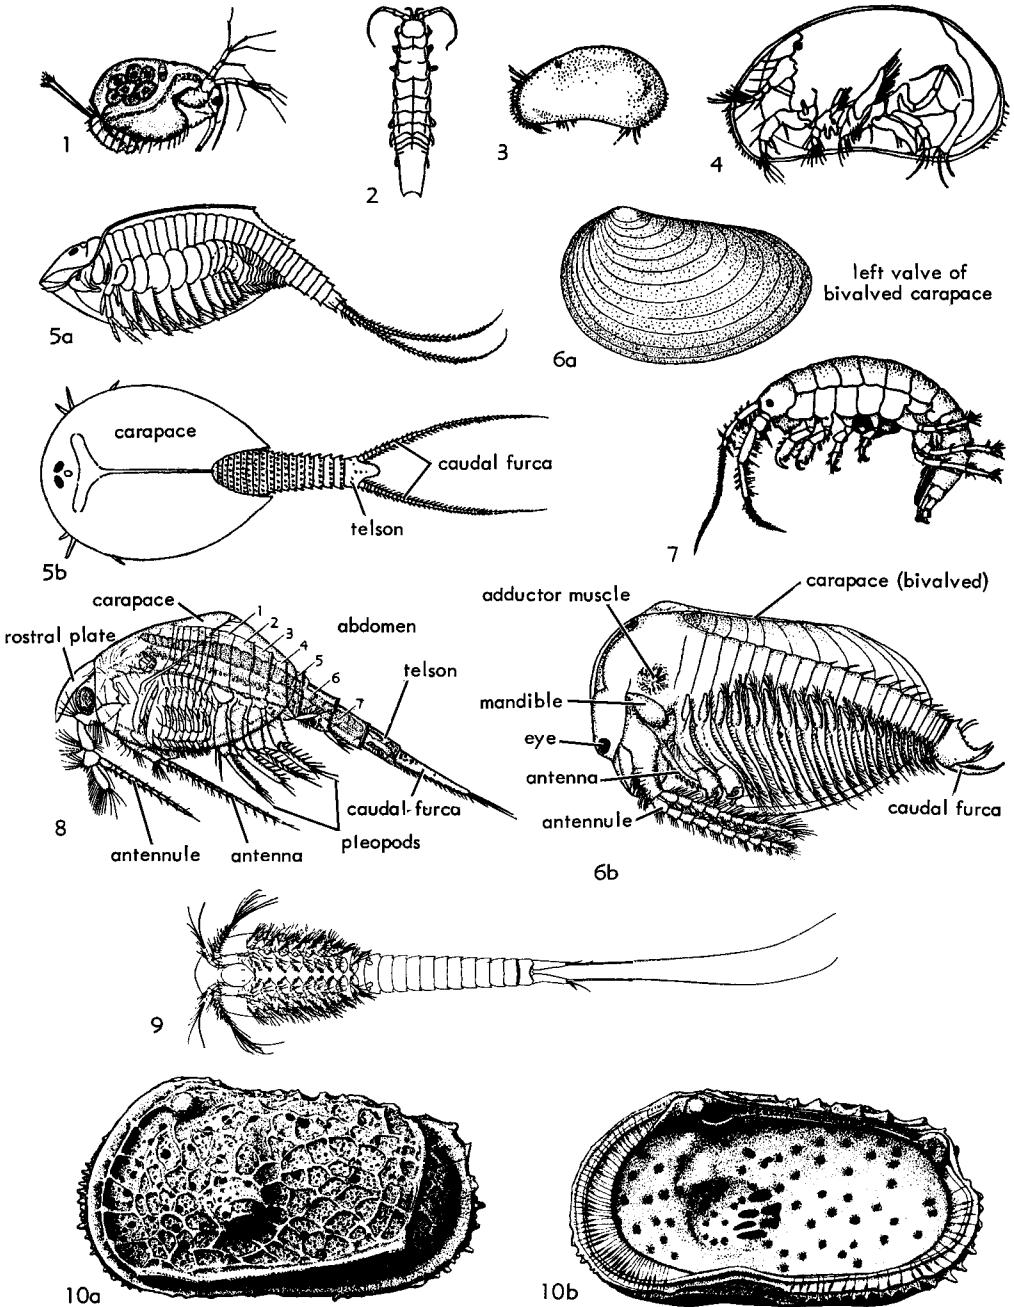 1
2
3
4
5a
6a
left valve of
bivalved carapace
carapace
caudal furca
telson
5b
7
carapace
rostral plate
1
2
3
4
5
6
7
abdomen
telson
caudal furca
pleopods
8
antennule
antenna
carapace (bivalved)
adductor muscle
mandible
eye
antenna
antennule
caudal furca
6b
9
10a
10b